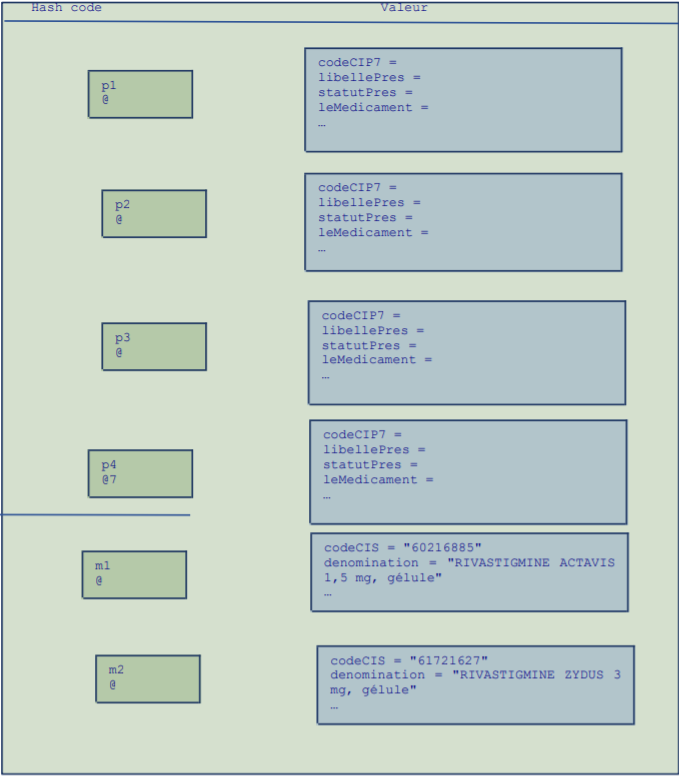 Hash code Valeur
p1
@
codeCIP7 =
libellePres =
statutPres =
leMedicament =
…
p2
@
codeCIP7 =
libellePres =
statutPres =
leMedicament =
…
p3
@
codeCIP7 =
libellePres =
statutPres =
leMedicament =
…
p4
@7
codeCIP7 =
libellePres =
statutPres =
leMedicament =
…
m1
@
codeCIS = "60216885"
denomination = "RIVASTIGMINE ACTAVIS
1,5 mg, gélule"
…
m2
@
codeCIS = "61721627"
denomination = "RIVASTIGMINE ZYDUS 3
mg, gélule"
…